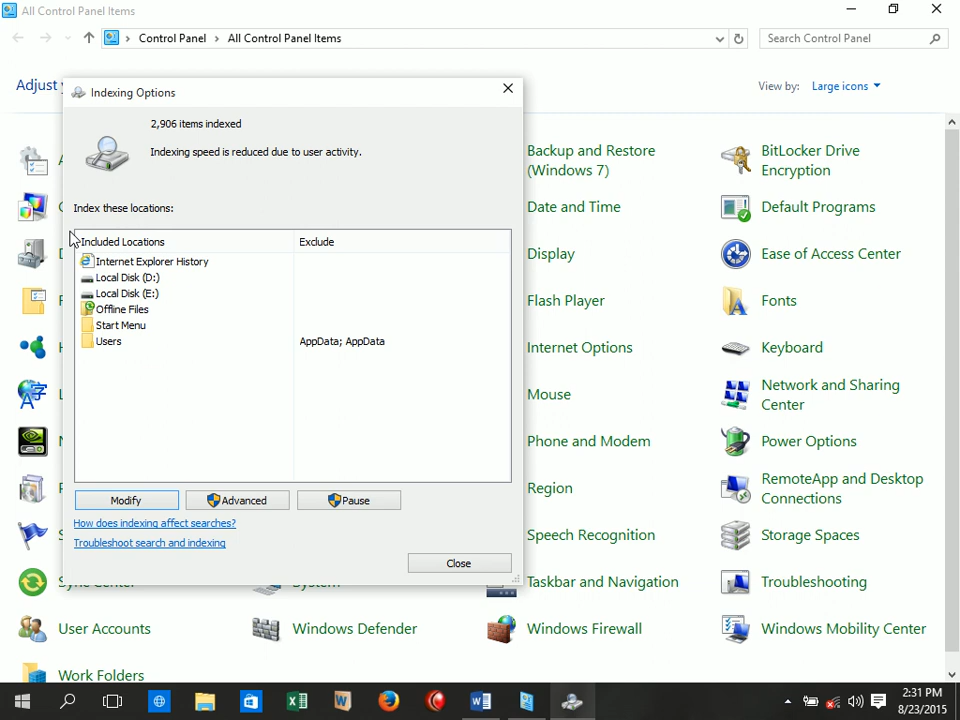 All Control Panel Items
Control Panel > All Control Panel Items
Search Control Panel
Adjust
View by: Large icons
Indexing Options
2,906 items indexed
Indexing speed is reduced due to user activity.
Index these locations:
Included Locations Exclude
Internet Explorer History
Local Disk (D:)
Local Disk (E:)
Offline Files
Start Menu
Users AppData; AppData
Modify Advanced Pause
How does indexing affect searches?
Troubleshoot search and indexing
Close
Backup and Restore
(Windows 7)
BitLocker Drive
Encryption
Date and Time
Default Programs
Display
Ease of Access Center
Flash Player
Fonts
Internet Options
Keyboard
Mouse
Network and Sharing
Center
Phone and Modem
Power Options
Region
RemoteApp and Desktop
Connections
Speech Recognition
Storage Spaces
Taskbar and Navigation
Troubleshooting
User Accounts
Windows Defender
Windows Firewall
Windows Mobility Center
Work Folders
2:31 PM
8/23/2015